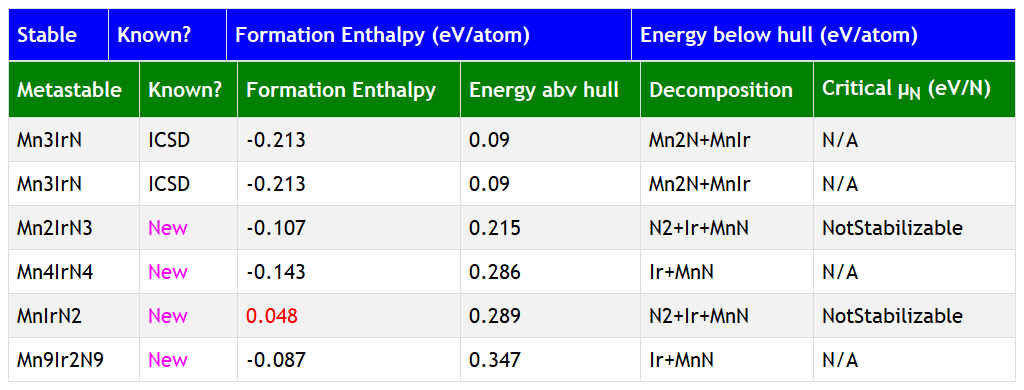 Stable Known? Formation Enthalpy (eV/atom) Energy below hull (eV/atom)
Metastable Known? Formation Enthalpy Energy abv hull Decomposition Critical μN (eV/N)
Mn3IrN ICSD -0.213 0.09 Mn2N+MnIr N/A
Mn3IrN ICSD -0.213 0.09 Mn2N+MnIr N/A
Mn2IrN3 New -0.107 0.215 N2+Ir+MnN NotStabilizable
Mn4IrN4 New -0.143 0.286 Ir+MnN N/A
MnIrN2 New 0.048 0.289 N2+Ir+MnN NotStabilizable
Mn9Ir2N9 New -0.087 0.347 Ir+MnN N/A